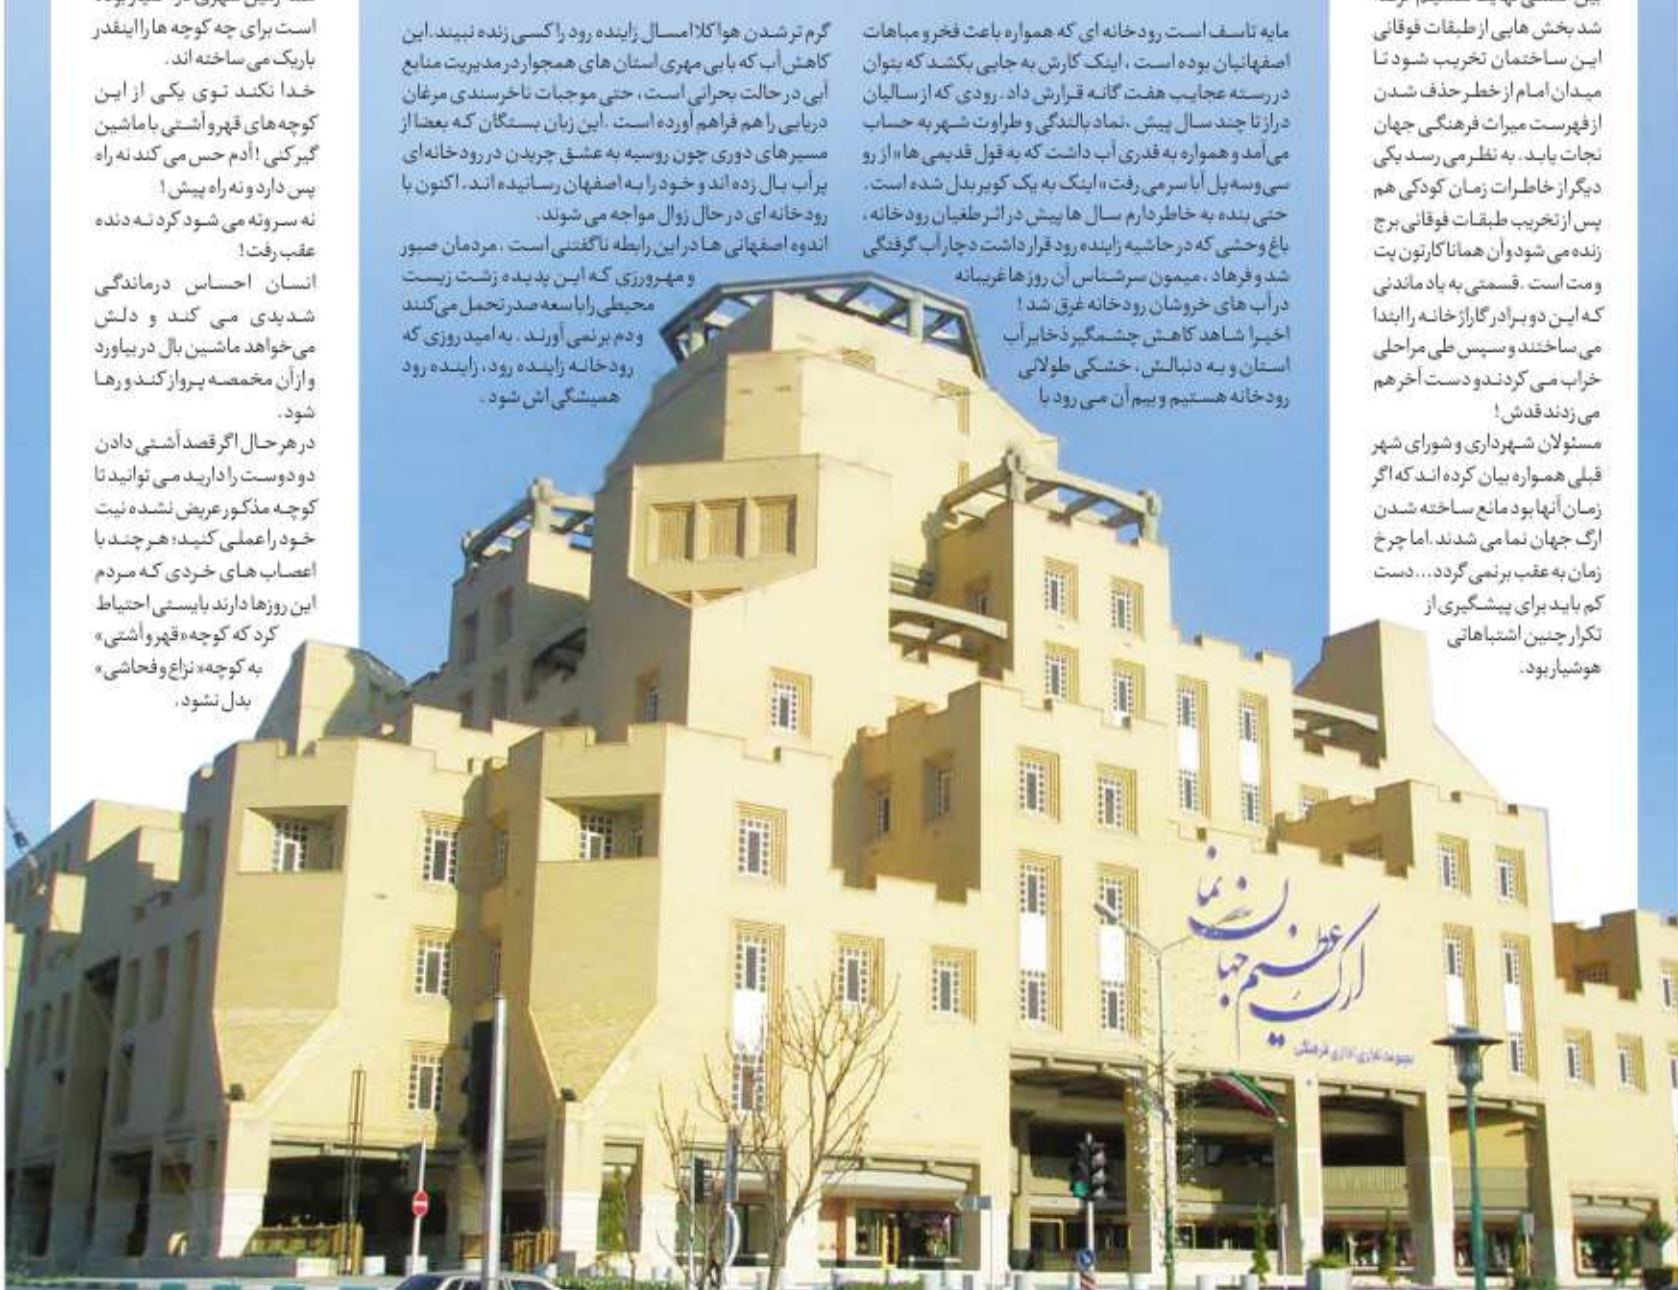 شد بخش هایی از طبقات فوقانی
این ساختمان تخریب شود تا
میدان امام از خطر حذف شدن
از فهرست میراث فرهنگی جهان
نجات یابد. به نظر می رسد یکی
دیگر از خاطرات زمان کودکی هم
پس از تخریب طبقات فوقانی برج
زنده می شود و آن همانا کارتون پت
و مت است . قسمتی به یاد ماندنی
که این دو برادر گاراژ خانه را ابتدا
می ساختند و سپس طی مراحلی
خراب می کردند و دست آخر هم
می زدند قدش !
مسئولان شهرداری و شورای شهر
قبلی همواره بیان کرده اند که اگر
زمان آنها بود مانع ساخته شدن
ارگ جهان نما می شدند .اما چرخ
زمان به عقب بر نمی گردد... دست
کم باید برای پیشگیری از
تکرار چنین اشتباهاتی
هوشیار بود.
مایه تاسف است رودخانه ای که همواره باعث فخر و مباهات
اصفهانیان بوده است ، اینک کارش به جایی بکشد که بتوان
در رسته عجایب هفت گانه قرارش داد . رودی که از سالیان
دراز تا چند سال پیش ،نماد بالندگی و طراوت شهر به حساب
می آمد و همواره به قدری آب داشت که به قول قدیمی ها «از رو
سی و سه پل آبا سر می رفت » اینک به یک کویر بدل شده است .
حتی بنده به خاطر دارم سال ها پیش در اثر طغیان رودخانه ،
باغ وحشی که در حاشیه زاینده رود قرار داشت دچار آب گرفتگی
شد و فرهاد ، میمون سرشناس آن روز ها غریبانه
در آب های خروشان رودخانه غرق شد !
اخیرا شاهد کاهش چشمگیر ذخایر آب
استان و به دنبالش ، خشکی طولانی
رودخانه هستیم و بیم آن می رود با
گرم تر شدن هوا کلا امسال زاینده رود را کسی زنده نبیند .این
کاهش آب که با بی مهری استان های همجوار در مدیریت منابع
آبی در حالت بحرانی است ، حتی موجبات ناخرسندی مرغان
دریایی را هم فراهم آورده است . این زبان بستگان که بعضا از
مسیر های دوری چون روسیه به عشق چریدن در رودخانه ای
پر آب بال زده اند و خود را به اصفهان رسانیده اند ، اکنون با
رودخانه ای در حال زوال مواجه می شوند.
اندوه اصفهانی ها در این رابطه ناگفتنی است ، مردمان صبور
و مهرورزی که این پدیده زشت زیست
محیطی را با سعه صدر تحمل می کنند
و دم بر نمی آورند . به امید روزی که
رودخانه زاینده رود، زاینده رود
همیشگی اش شود .
است برای چه کوچه ها را اینقدر
باریک می ساخته اند .
خدا نکند توی یکی از این
کوچه های قهر و آشتی با ماشین
گیر کنی ! آدم حس می کند نه راه
پس دارد و نه راه پیش !
نه سر و ته می شود کرد نه دنده
عقب رفت !
انسان احساس درماندگی
شدیدی می کند و دلش
می خواهد ماشین بال در بیاورد
و از آن مخمصه پرواز کند و رها
شود .
در هر حال اگر قصد آشتی دادن
دو دوست را دارید می توانید تا
کوچه مذکور عریض نشده نیت
خود را عملی کنید؛ هر چند با
اعصاب های خردی که مردم
این روزها دارند بایستی احتیاط
کرد که کوچه «قهر و آشتی»
به کوچه «نزاع و فحاشی»
بدل نشود .
ارگ عظیم جهان نما